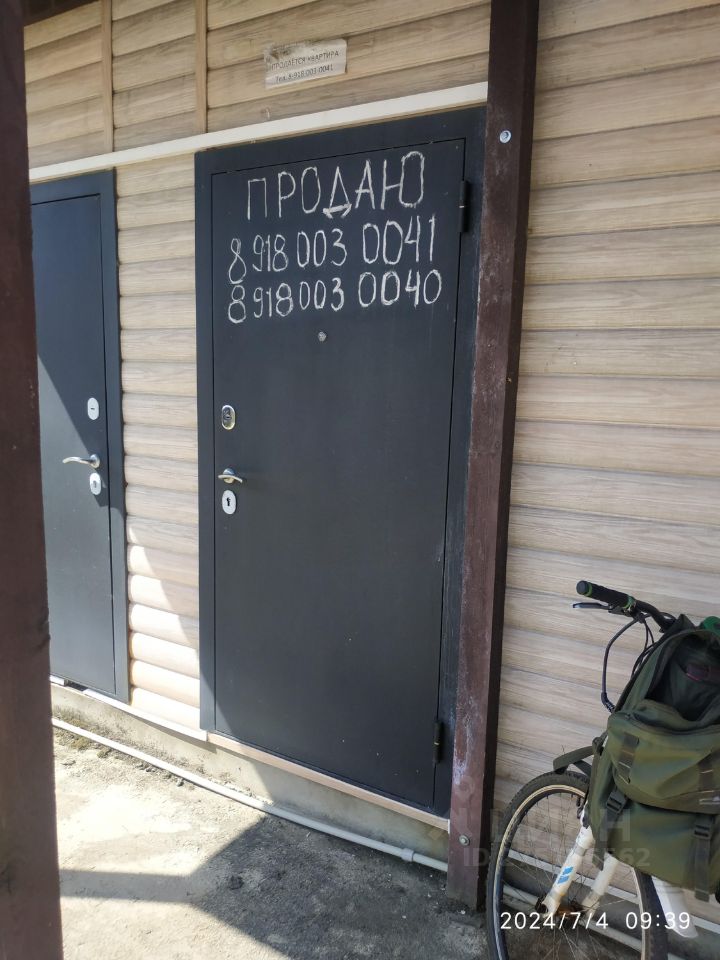 ПРОДАЕТСЯ КВАРТИРА
Тел. 8-918-003-0041
ПРОДАЮ
8 918 003 0041
8 918 003 0040
2024/7/4 09:39